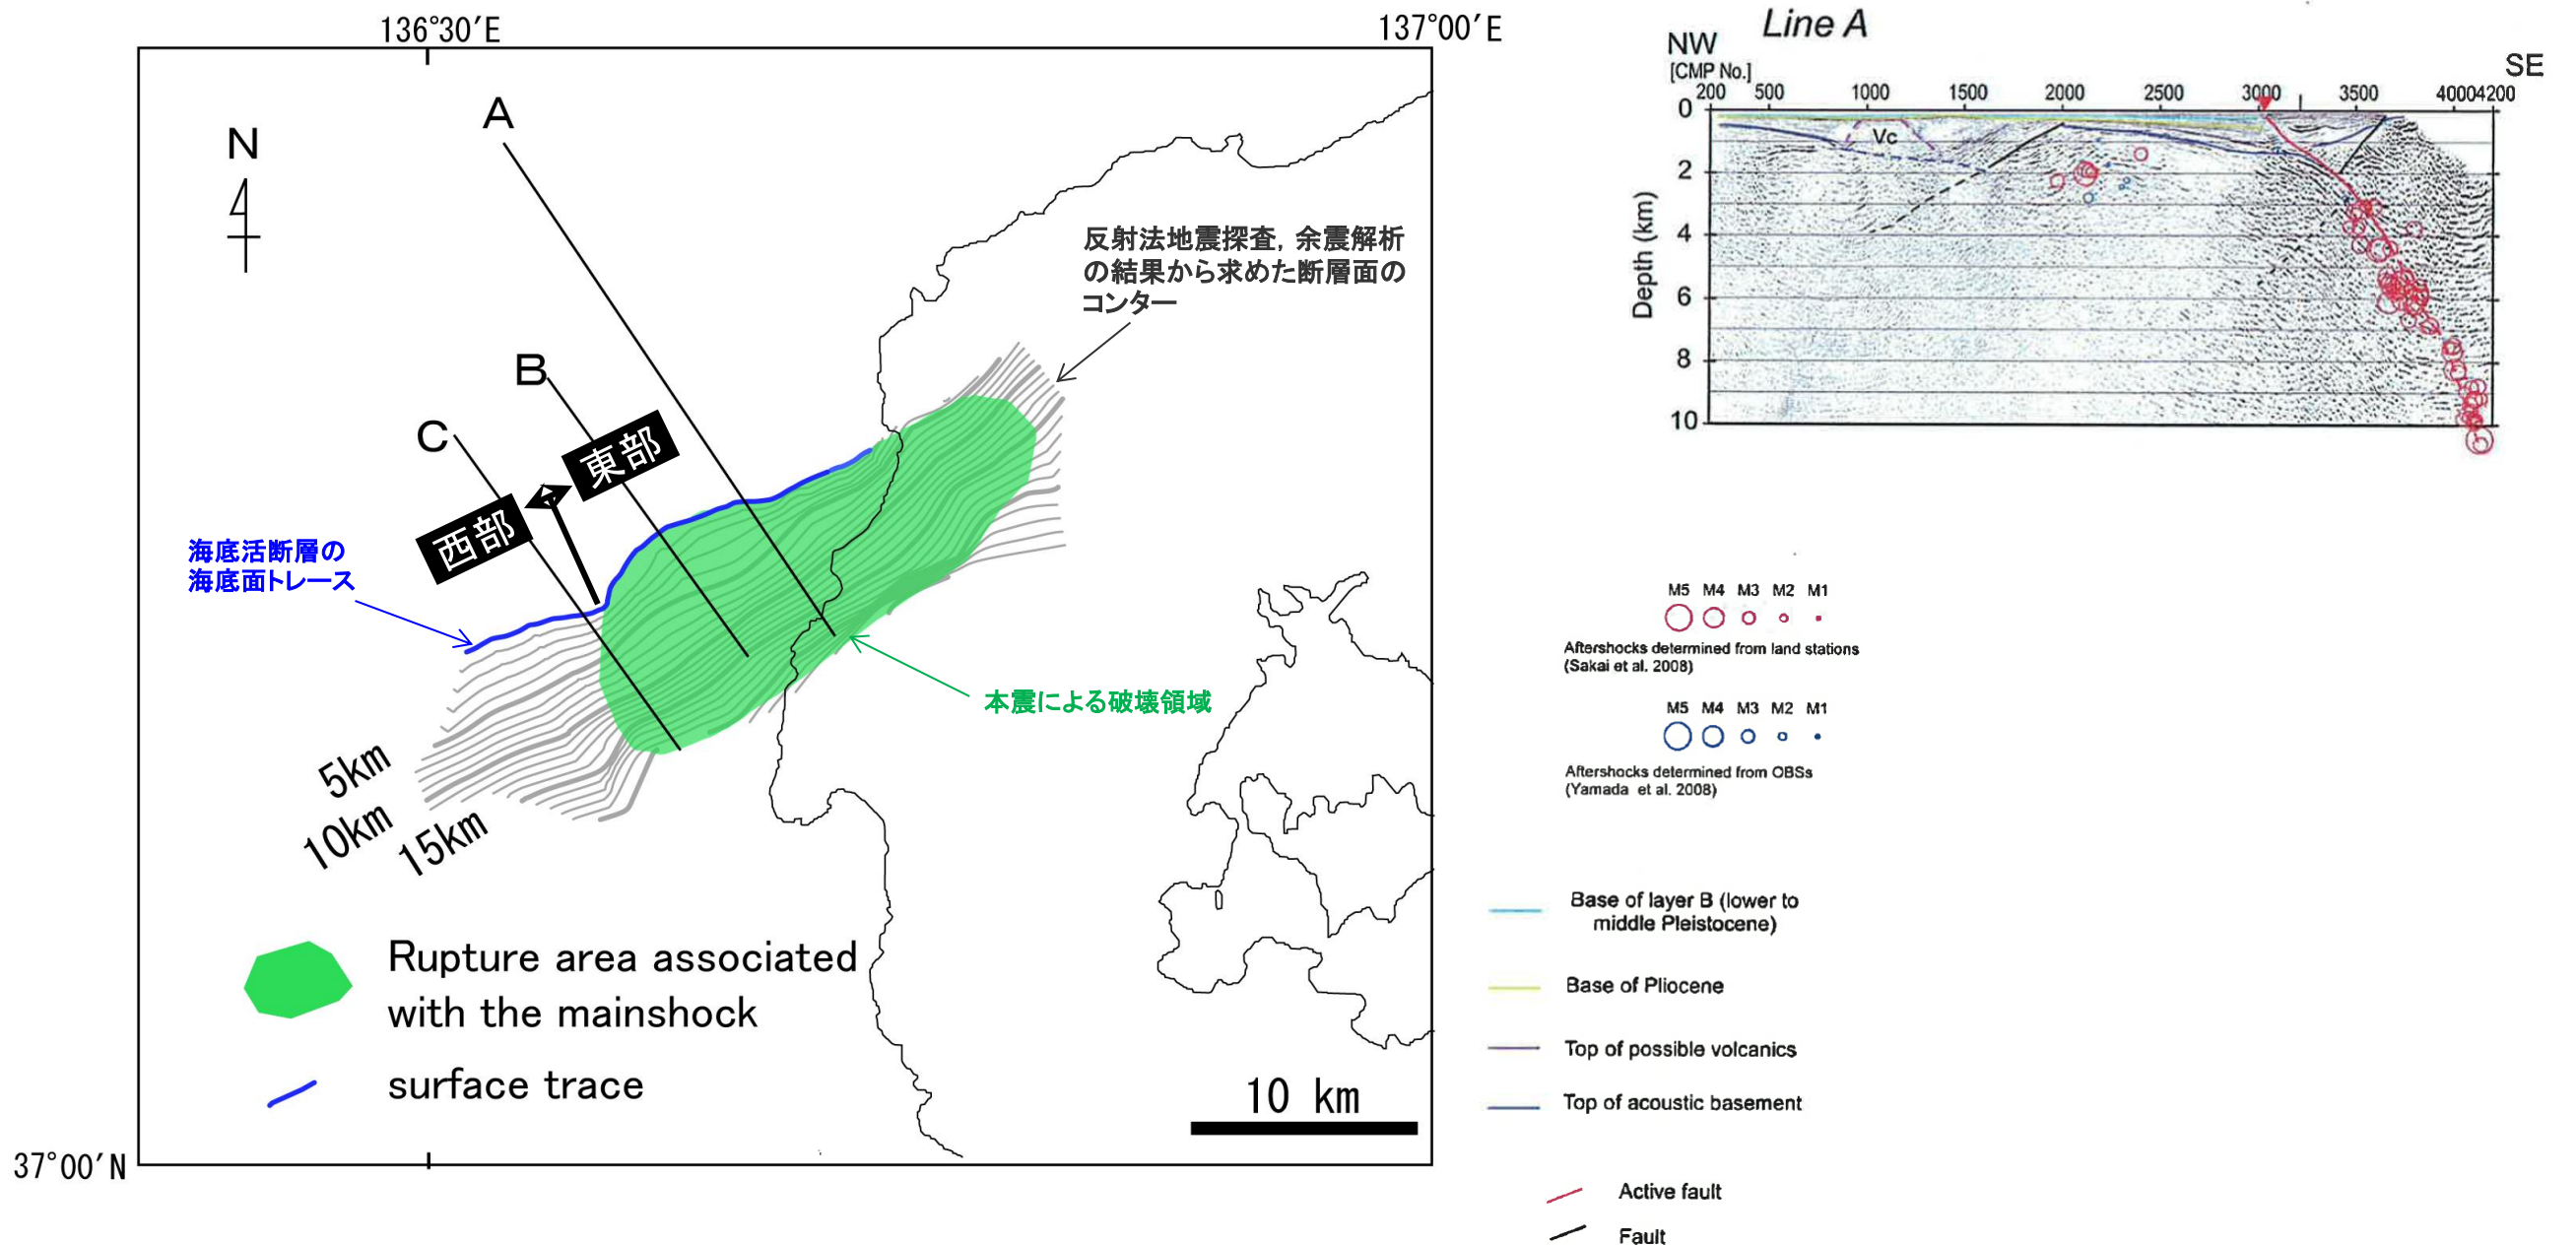 136°30′E
137°00′E
A
N
B
C
東部
西部
反射法地震探査，余震解析
の結果から求めた断層面の
コンター
海底活断層の
海底面トレース
本震による破壊領域
5km
10km
15km
Rupture area associated
with the mainshock
surface trace
10 km
37°00′N
Line A
NW
SE
[CMP No.]
200 500 1000 1500 2000 2500 3000 3500 4000 4200
0
Vc
2
4
6
8
10
Depth (km)
M5 M4 M3 M2 M1
Aftershocks determined from land stations
(Sakai et al. 2008)
M5 M4 M3 M2 M1
Aftershocks determined from OBSs
(Yamada et al. 2008)
Base of layer B (lower to
middle Pleistocene)
Base of Pliocene
Top of possible volcanics
Top of acoustic basement
Active fault
Fault